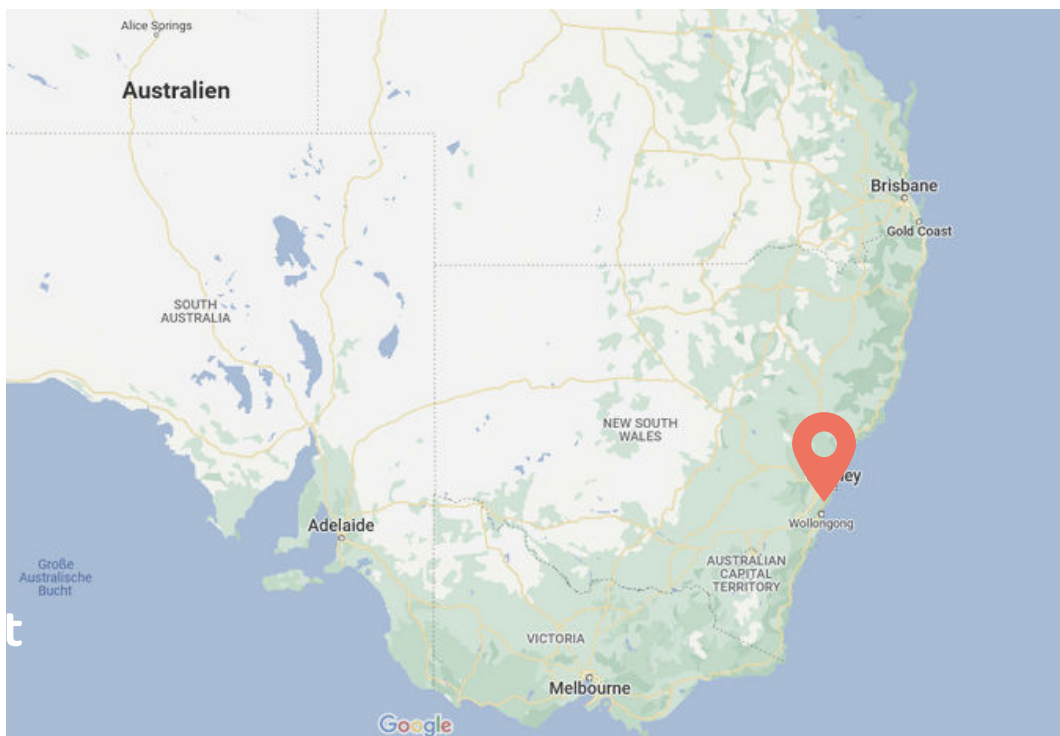 Alice Springs
Australien
Brisbane
Gold Coast
SOUTH
AUSTRALIA
NEW SOUTH
WALES
ney
Wollongong
Adelaide
AUSTRALIAN
CAPITAL
TERRITORY
Große
Australische
Bucht
t
VICTORIA
Melbourne
Google